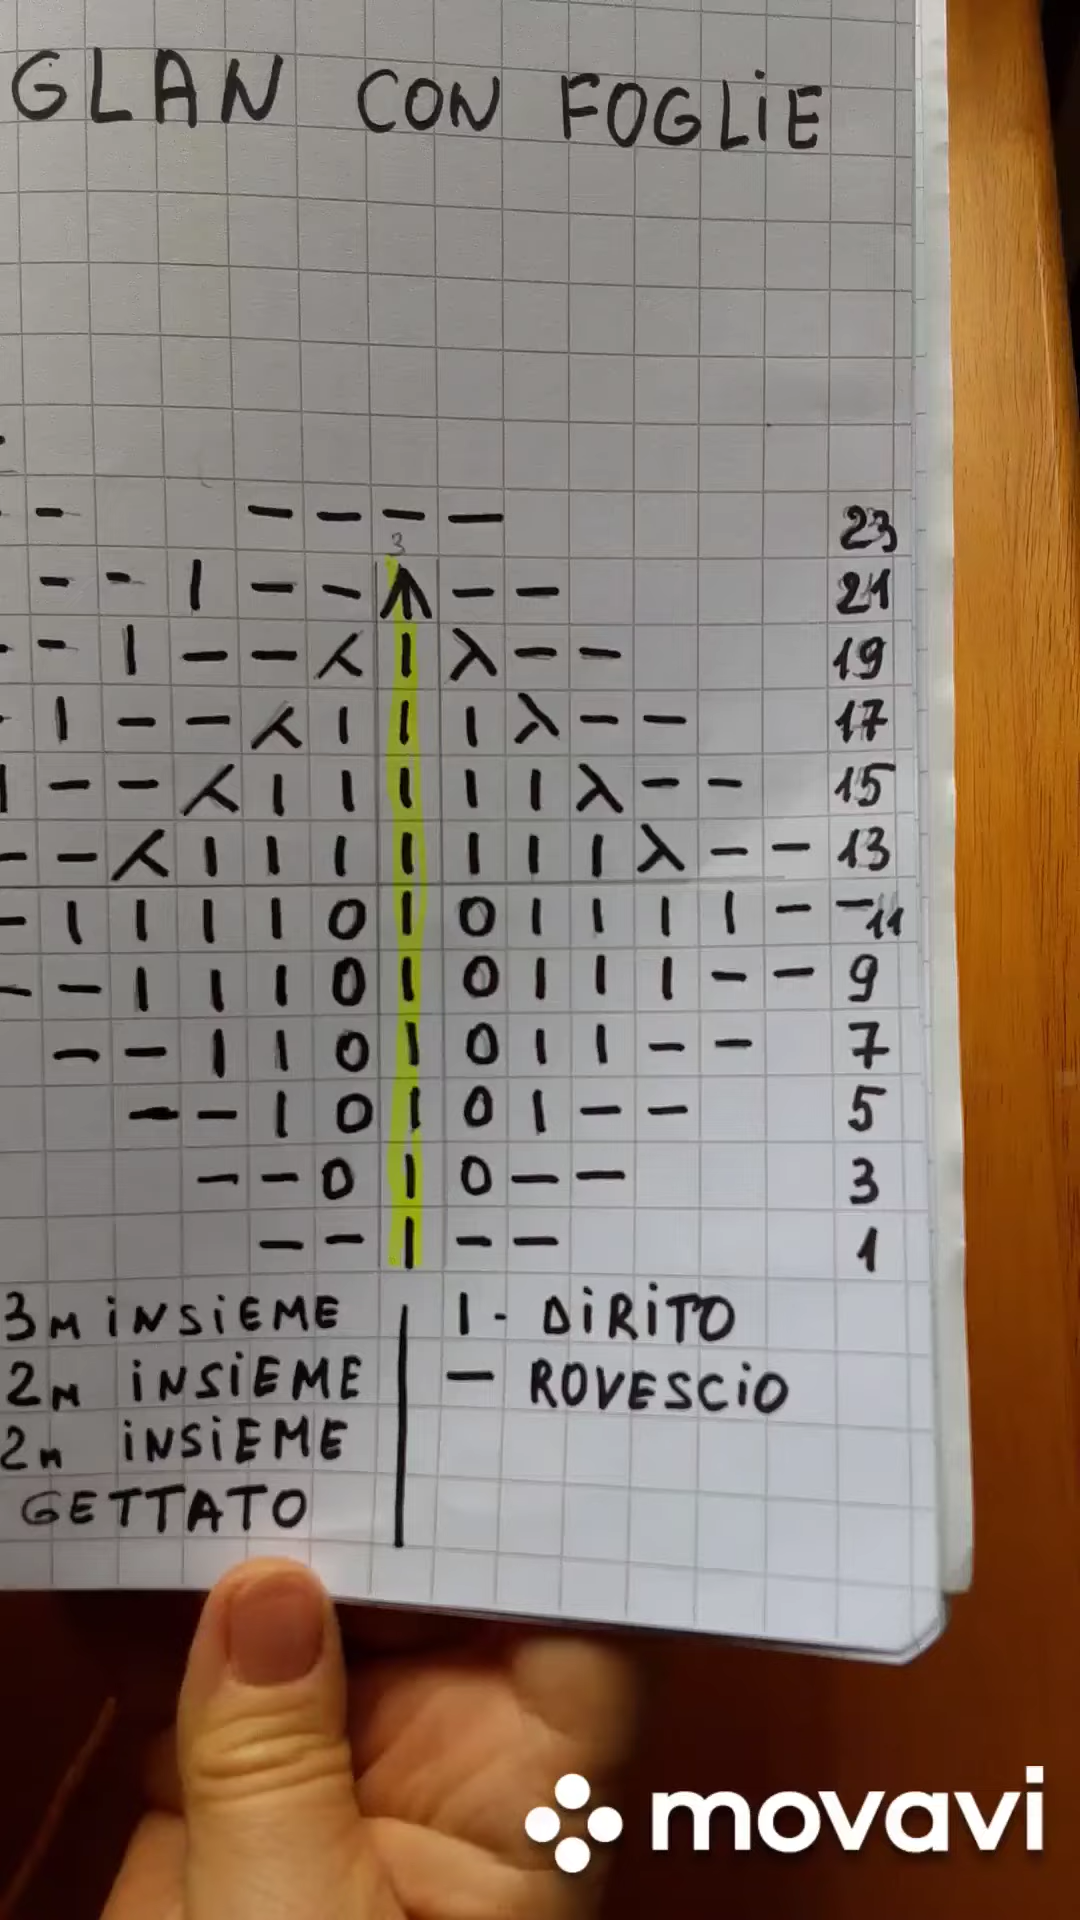 GLAN CON FOGLIE
- - - - - 23
3
- - | - - ↑ - - 21
- - | - - ⅄ | λ - - 19
- | - - ⅄ | | | λ - - 17
| - - ⅄ | | | | | λ - - 15
- - ⅄ | | | | | | | λ - - 13
- | | | | O | O | | | | - - 11
- - | | | O | O | | | - - 9
- - | | O | O | | - - 7
- - | O | O | - - 5
- - O | O - - 3
- - | - - 1
3M INSIEME | - DIRITO
2M INSIEME — ROVESCIO
2M INSIEME
GETTATO
movavi